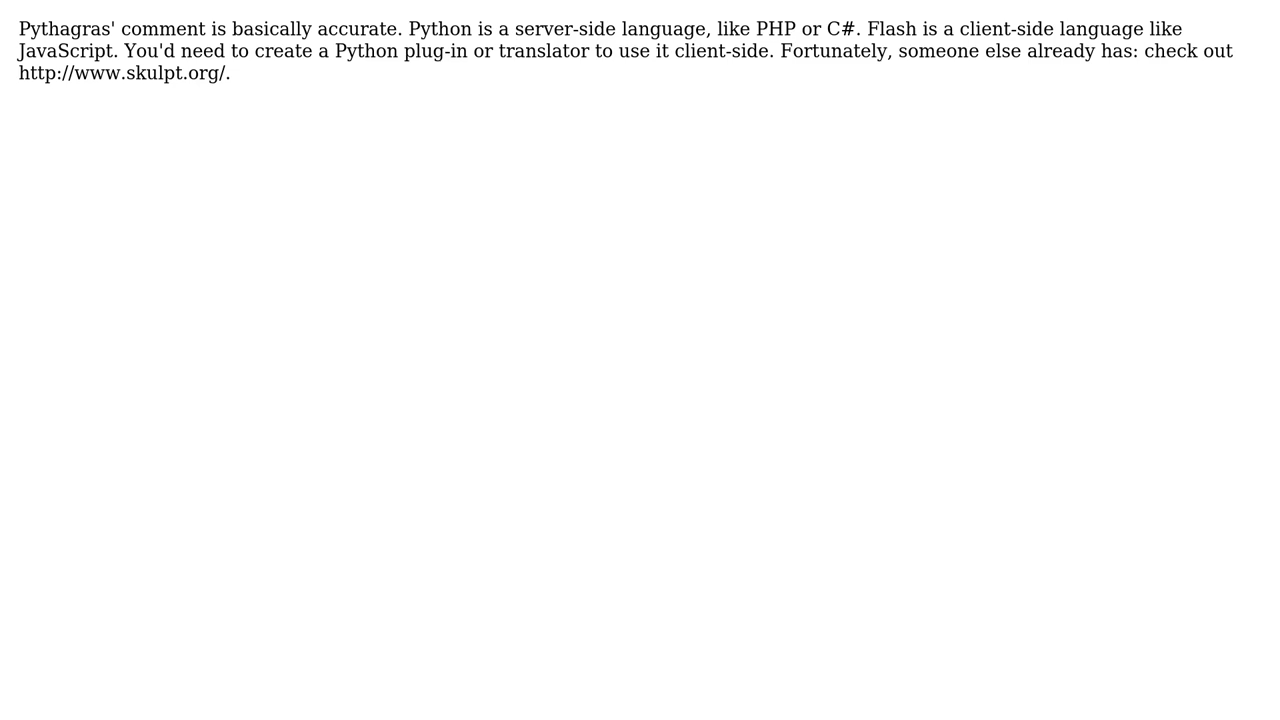 Pythagras' comment is basically accurate. Python is a server-side language, like PHP or C#. Flash is a client-side language like
JavaScript. You'd need to create a Python plug-in or translator to use it client-side. Fortunately, someone else already has: check out
http://www.skulpt.org/.